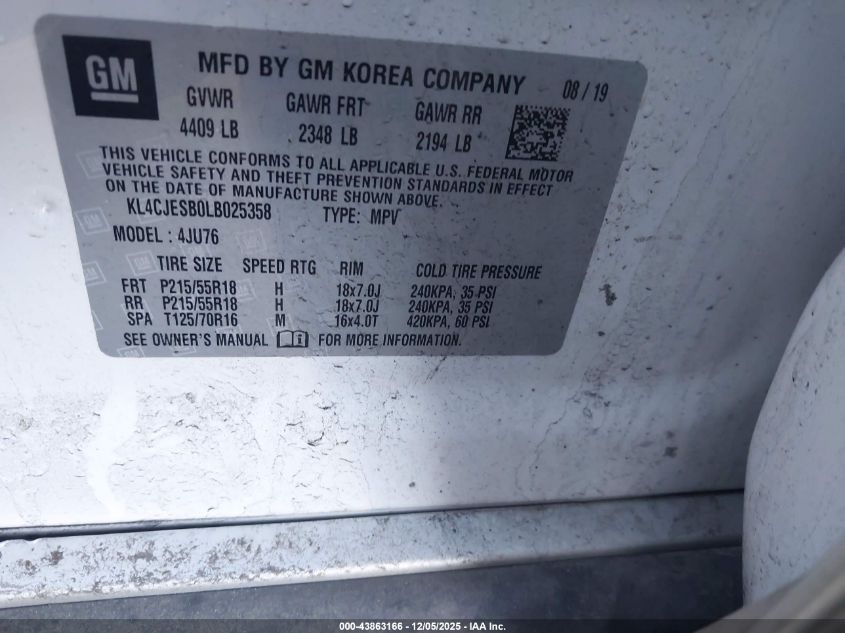 GM MFD BY GM KOREA COMPANY 08/19
GVWR GAWR FRT GAWR RR
4409 LB 2348 LB 2194 LB
THIS VEHICLE CONFORMS TO ALL APPLICABLE U.S. FEDERAL MOTOR
VEHICLE SAFETY AND THEFT PREVENTION STANDARDS IN EFFECT
ON THE DATE OF MANUFACTURE SHOWN ABOVE.
KL4CJESB0LB025358 TYPE: MPV
MODEL: 4JU76
TIRE SIZE SPEED RTG RIM COLD TIRE PRESSURE
FRT P215/55R18 H 18x7.0J 240KPA, 35 PSI
RR P215/55R18 H 18x7.0J 240KPA, 35 PSI
SPA T125/70R16 M 16x4.0T 420KPA, 60 PSI
SEE OWNER'S MANUAL FOR MORE INFORMATION.
000-43863166 - 12/05/2025 - IAA Inc.